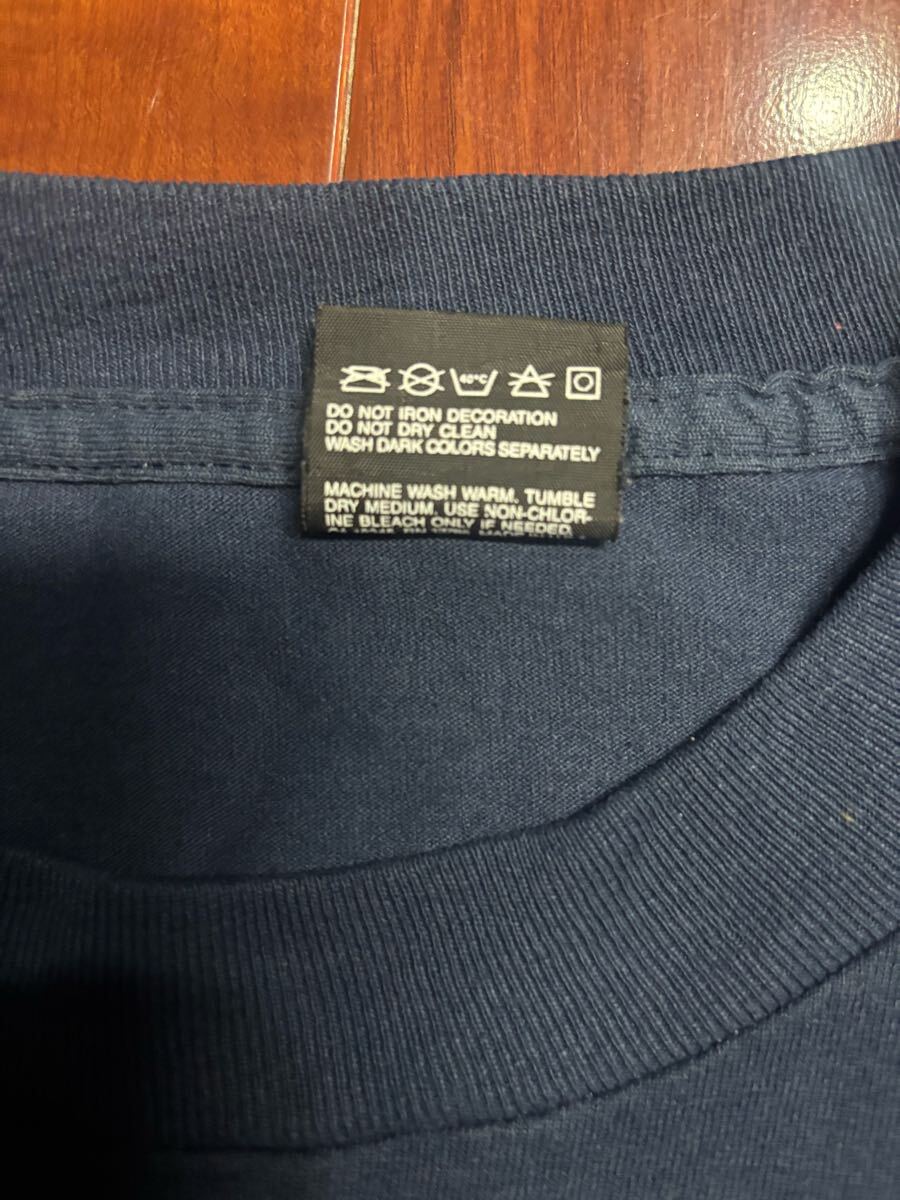 40°C
DO NOT IRON DECORATION
DO NOT DRY CLEAN
WASH DARK COLORS SEPARATELY
MACHINE WASH WARM. TUMBLE
DRY MEDIUM. USE NON-CHLOR-
INE BLEACH ONLY IF NEEDED.